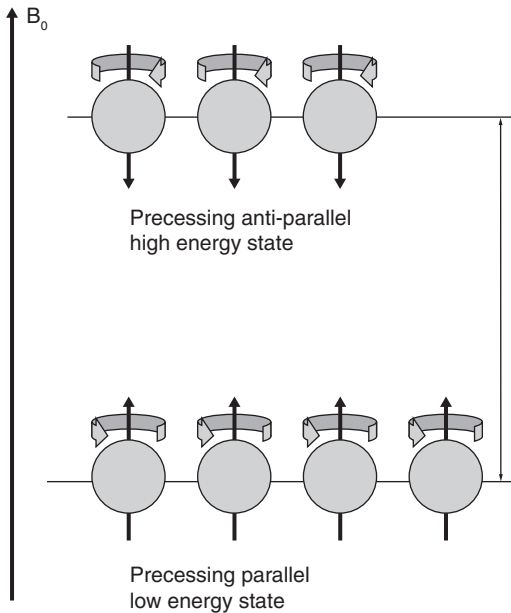 B₀
Precessing anti-parallel
high energy state
Precessing parallel
low energy state